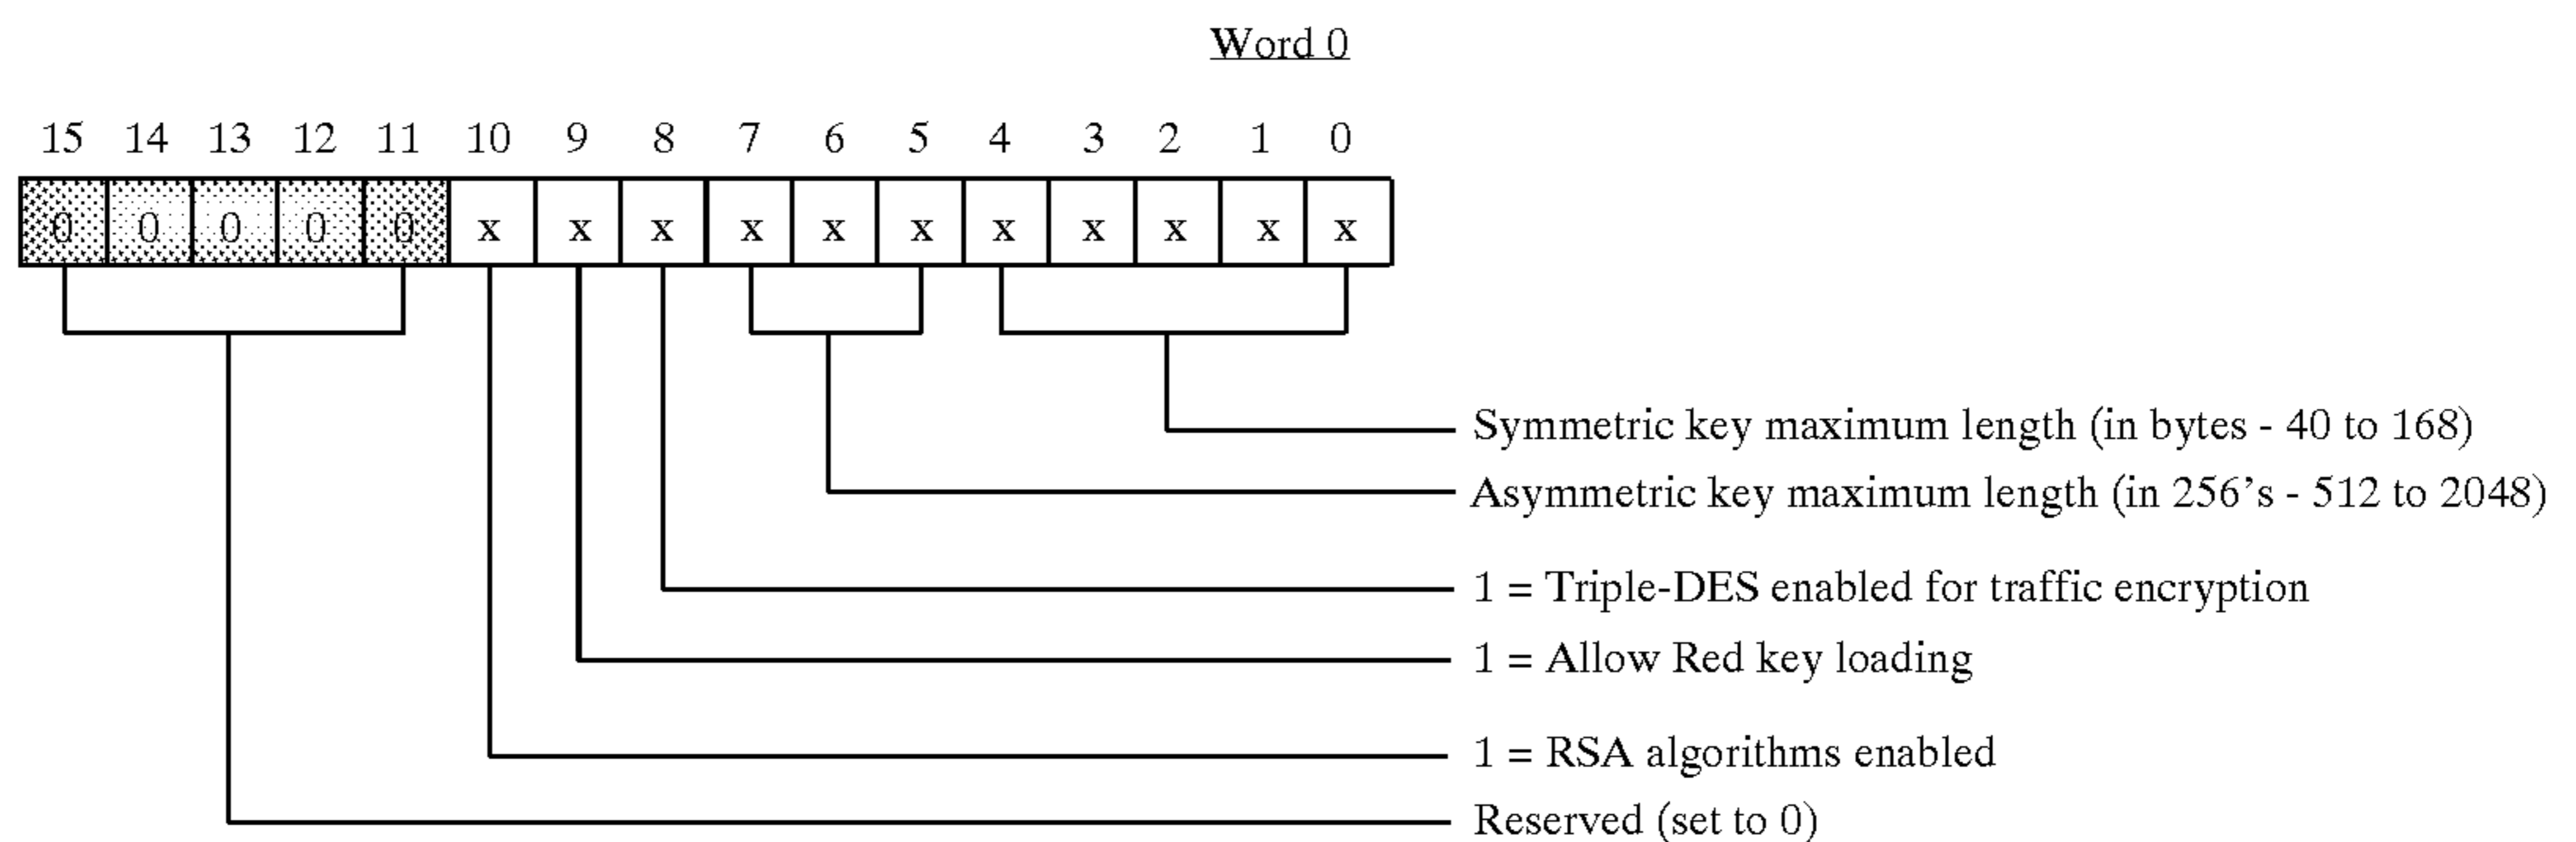 Word 0
15 14 13 12 11 10 9 8 7 6 5 4 3 2 1 0
0 0 0 0 0 x x x x x x x x x x x
Symmetric key maximum length (in bytes - 40 to 168)
Asymmetric key maximum length (in 256's - 512 to 2048)
1 = Triple-DES enabled for traffic encryption
1 = Allow Red key loading
1 = RSA algorithms enabled
Reserved (set to 0)